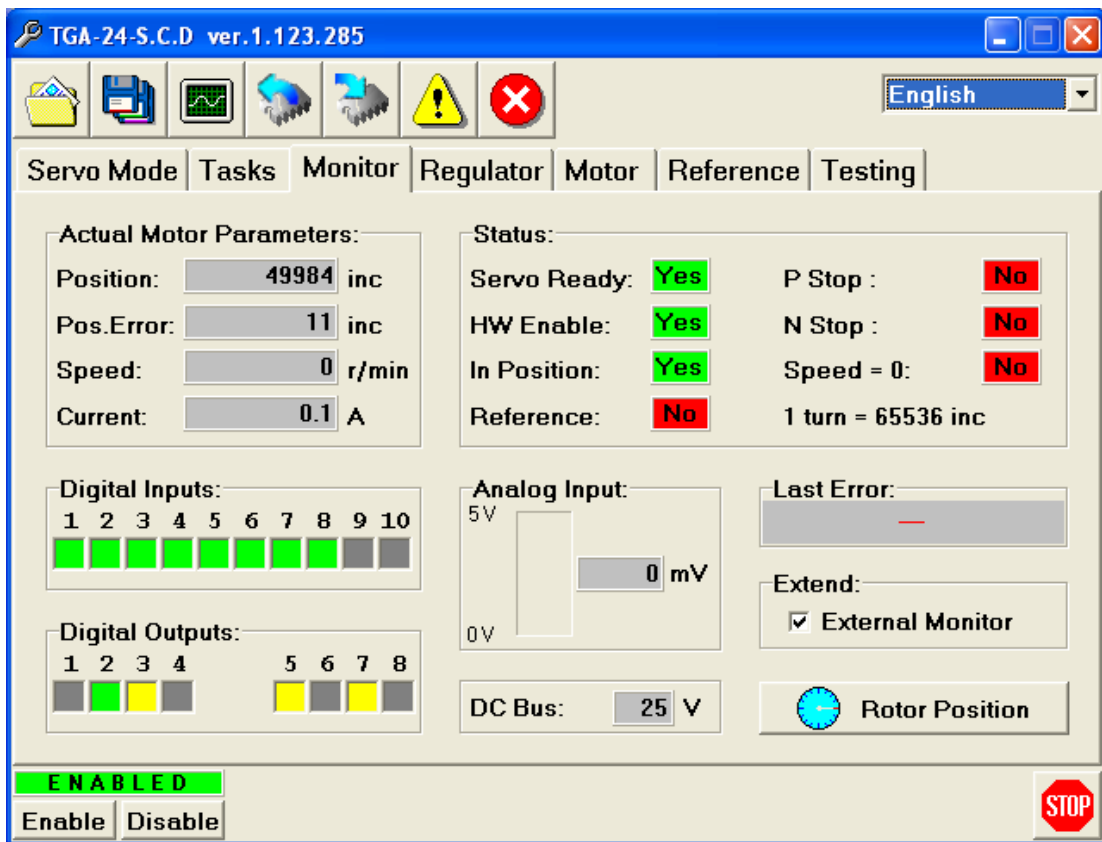 TGA-24-S.C.D ver.1.123.285
English
Servo Mode Tasks Monitor Regulator Motor Reference Testing
Actual Motor Parameters:
Position: 49984 inc
Pos.Error: 11 inc
Speed: 0 r/min
Current: 0.1 A
Status:
Servo Ready: Yes P Stop : No
HW Enable: Yes N Stop : No
In Position: Yes Speed = 0: No
Reference: No 1 turn = 65536 inc
Digital Inputs:
1 2 3 4 5 6 7 8 9 10
Analog Input:
5V
0 mV
0V
Last Error:
—
Extend:
External Monitor
Digital Outputs:
1 2 3 4 5 6 7 8
DC Bus: 25 V
Rotor Position
ENABLED
Enable Disable
STOP